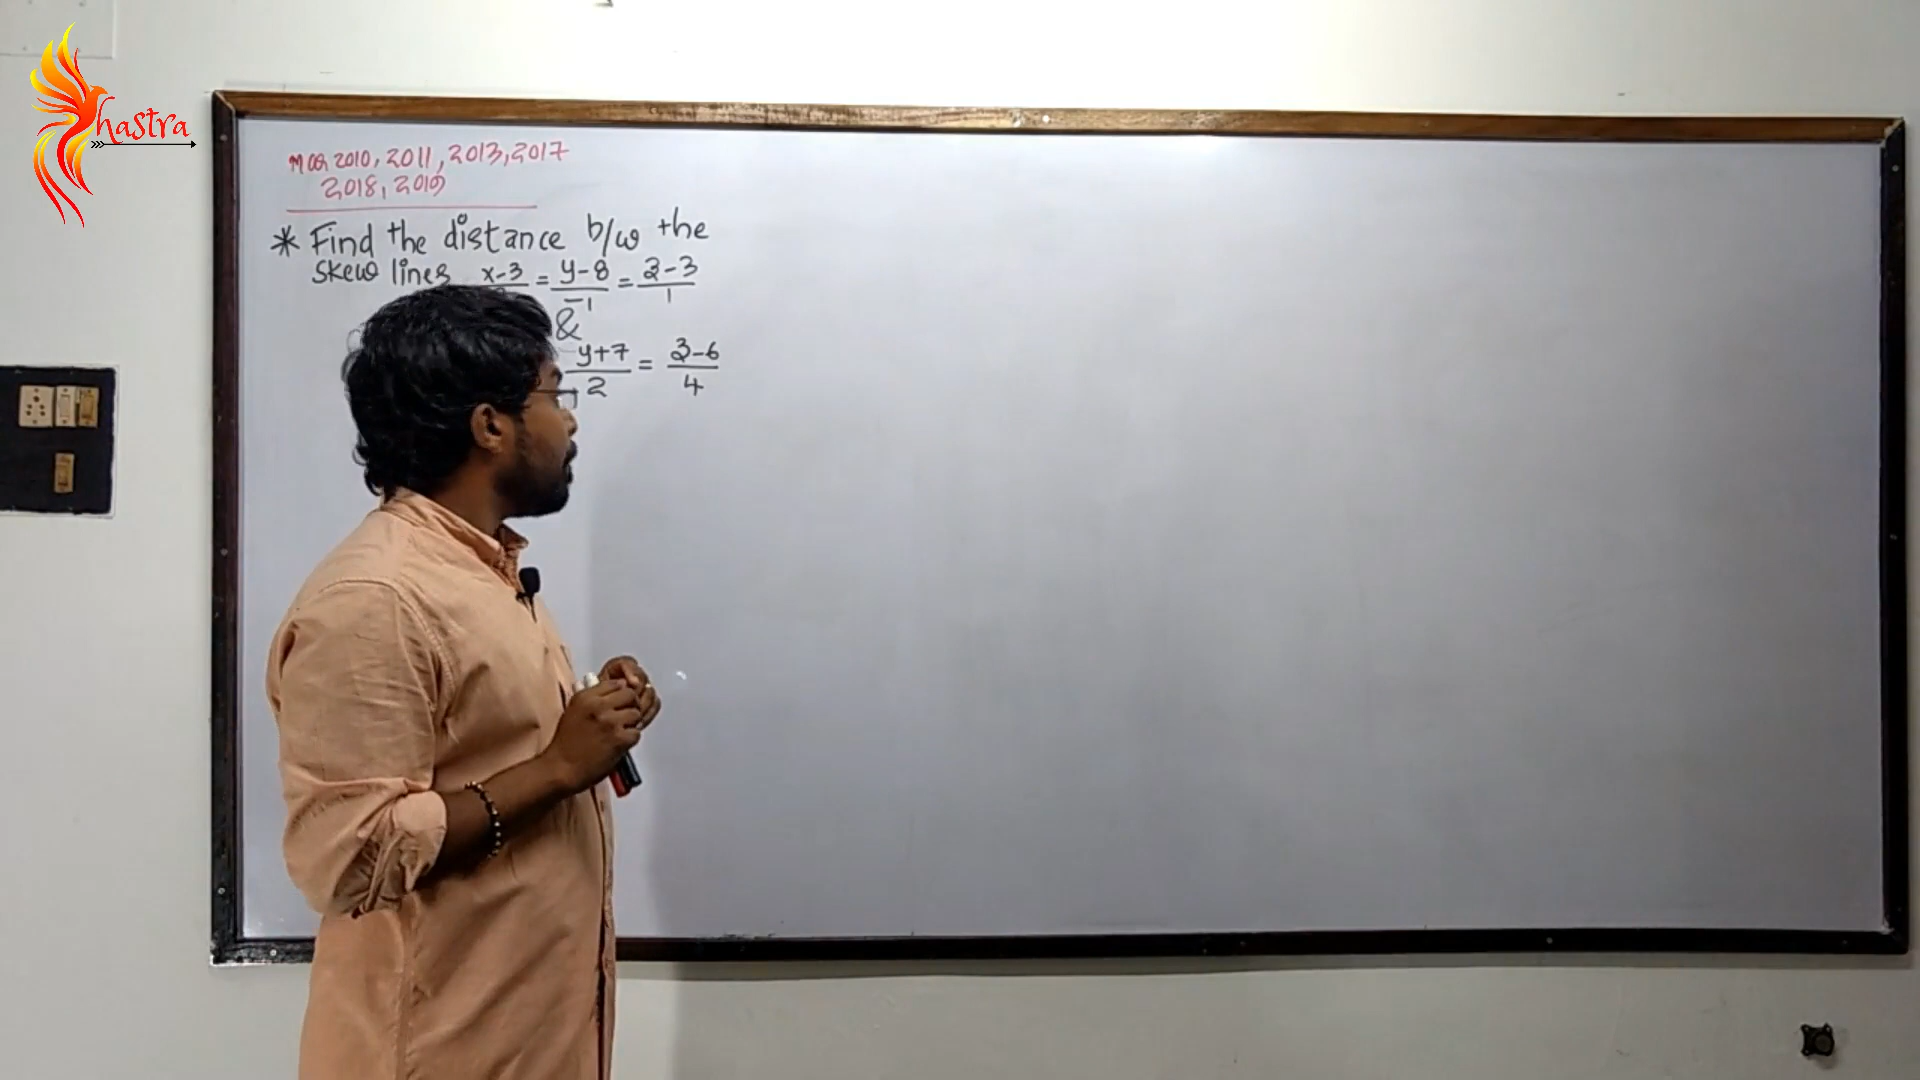 hastra
MQR 2010, 2011, 2013, 2017
2018, 2019
* Find the distance b/w the
skew lines x-3 = y-8/-1 = z-3/1
&
y+7/2 = z-6/4